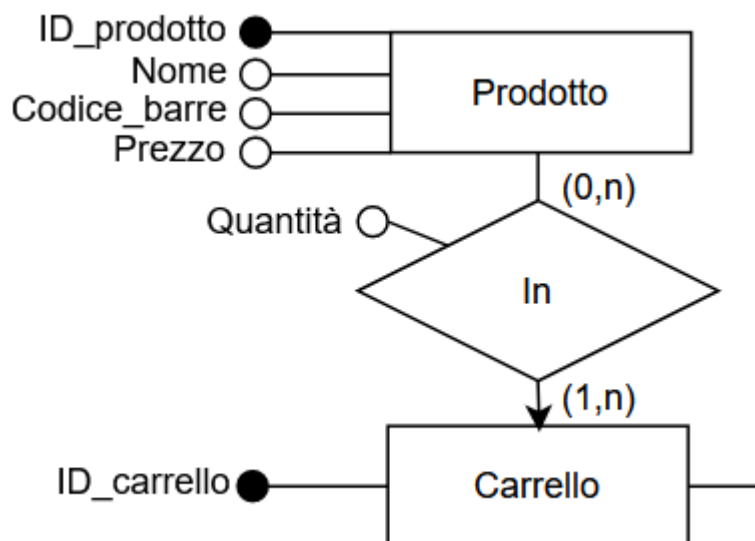 ID_prodotto
Nome
Codice_barre
Prezzo
Prodotto
(0,n)
Quantità
In
(1,n)
ID_carrello
Carrello